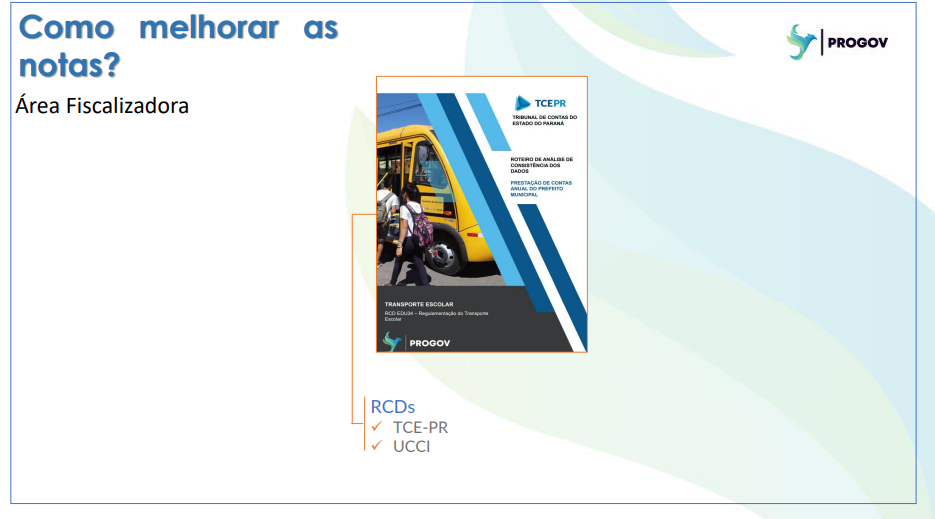 Como melhorar as
notas?
Área Fiscalizadora
PROGOV
TCEPR
TRIBUNAL DE CONTAS DO
ESTADO DO PARANÁ
ROTEIRO DE ANÁLISE DE
CONSISTÊNCIA DOS
DADOS
PRESTAÇÃO DE CONTAS
ANUAL DO PREFEITO
MUNICIPAL
TRANSPORTE ESCOLAR
RCD EDU34 – Regulamentação do Transporte
Escolar
PROGOV
RCDs
✓ TCE-PR
✓ UCCI